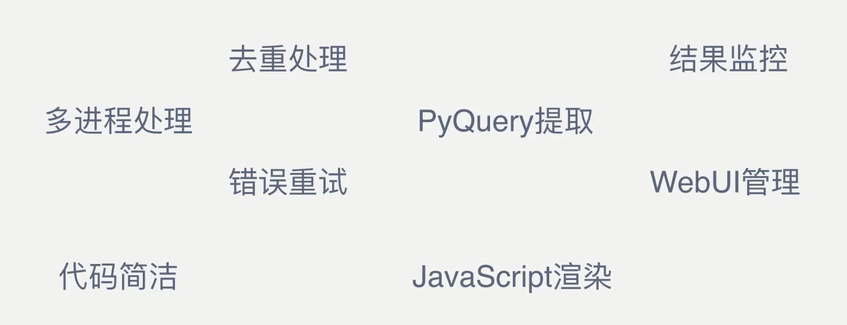 去重处理
结果监控
多进程处理
PyQuery提取
错误重试
WebUI管理
代码简洁
JavaScript渲染